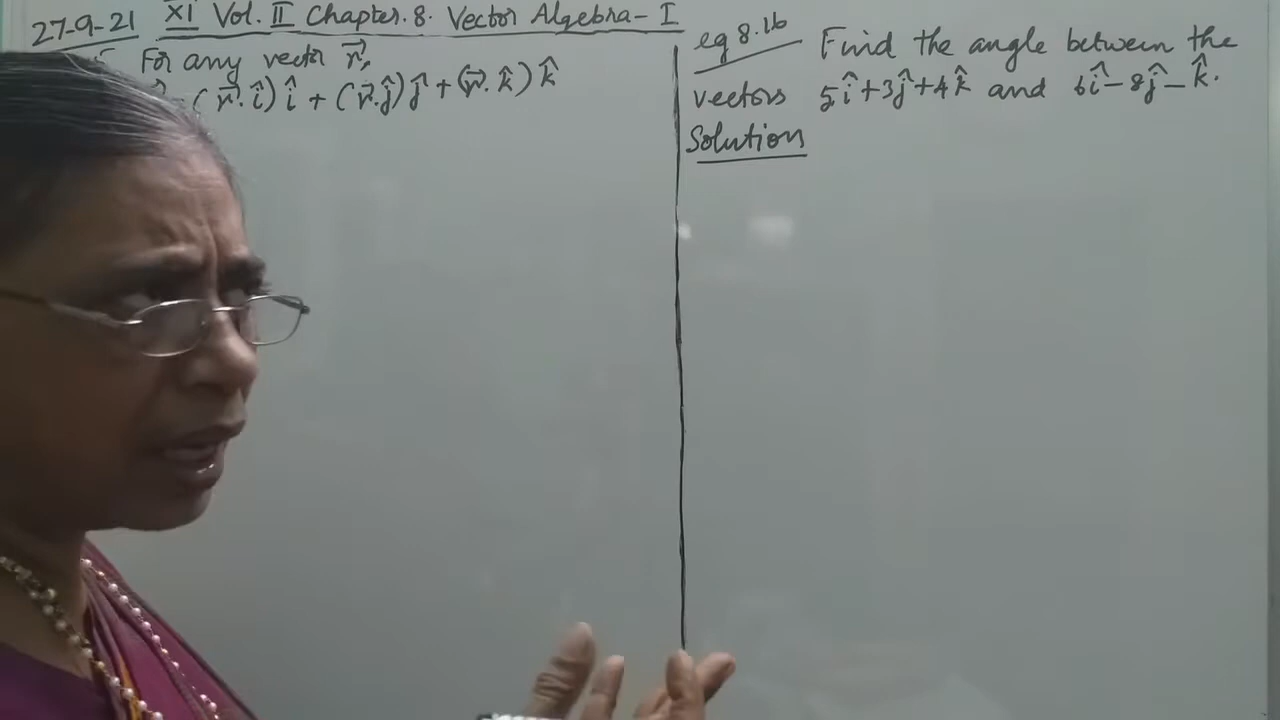 27-9-21 XI Vol. II Chapter. 8. Vector Algebra - I
For any vector r⃗,
(r⃗.î)î + (r⃗.ĵ)ĵ + (r⃗.k̂)k̂
eg 8.16 Find the angle between the
vectors 5î+3ĵ+4k̂ and 6î-8ĵ-k̂.
Solution